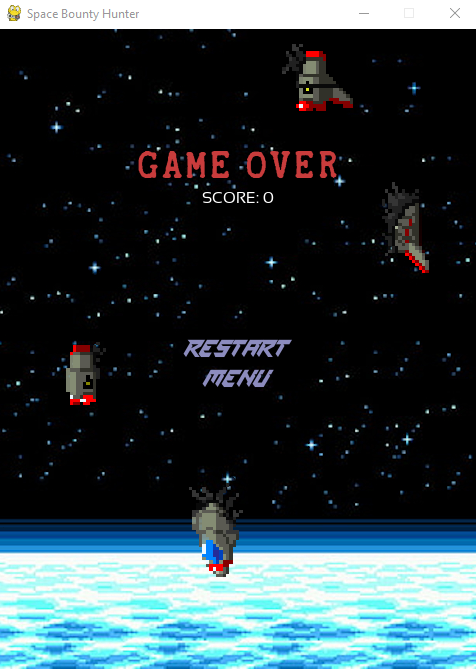 Space Bounty Hunter
GAME OVER
SCORE: 0
RESTART
MENU